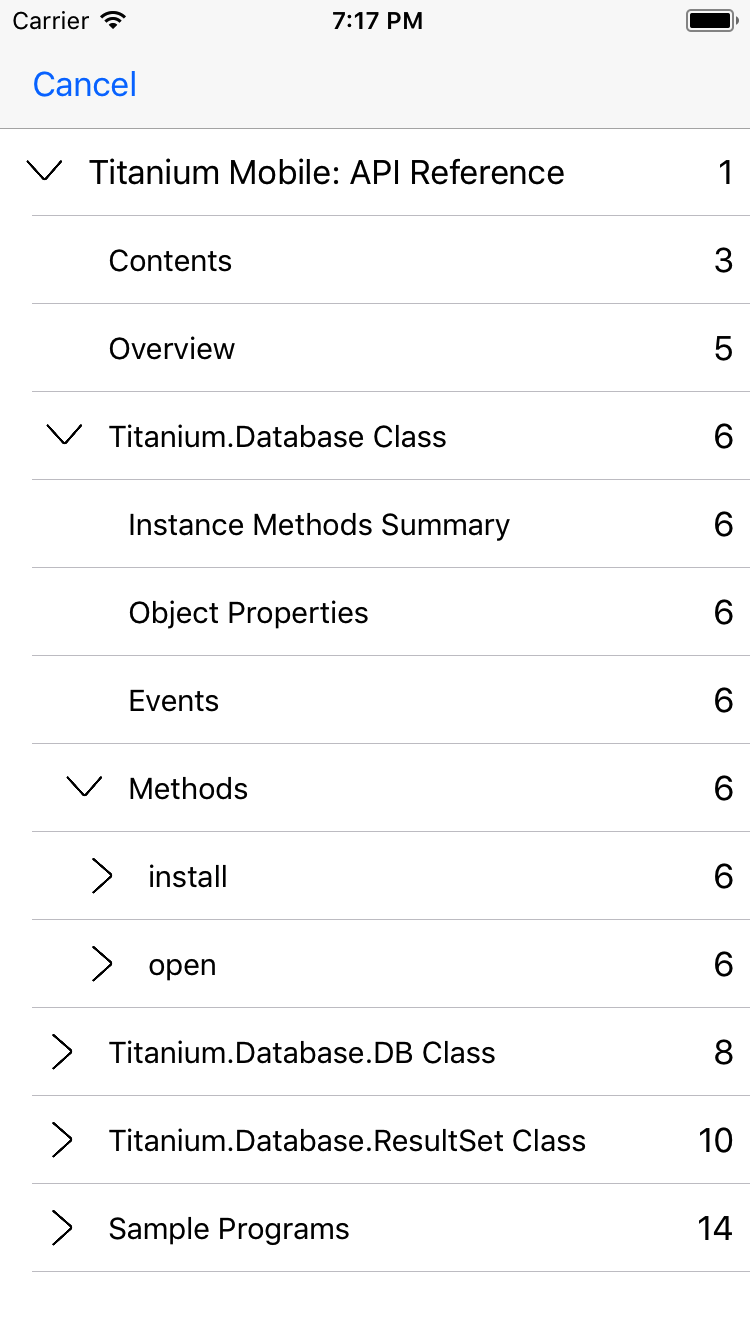 Carrier 7:17 PM
Cancel
Titanium Mobile: API Reference 1
Contents 3
Overview 5
Titanium.Database Class 6
Instance Methods Summary 6
Object Properties 6
Events 6
Methods 6
install 6
open 6
Titanium.Database.DB Class 8
Titanium.Database.ResultSet Class 10
Sample Programs 14